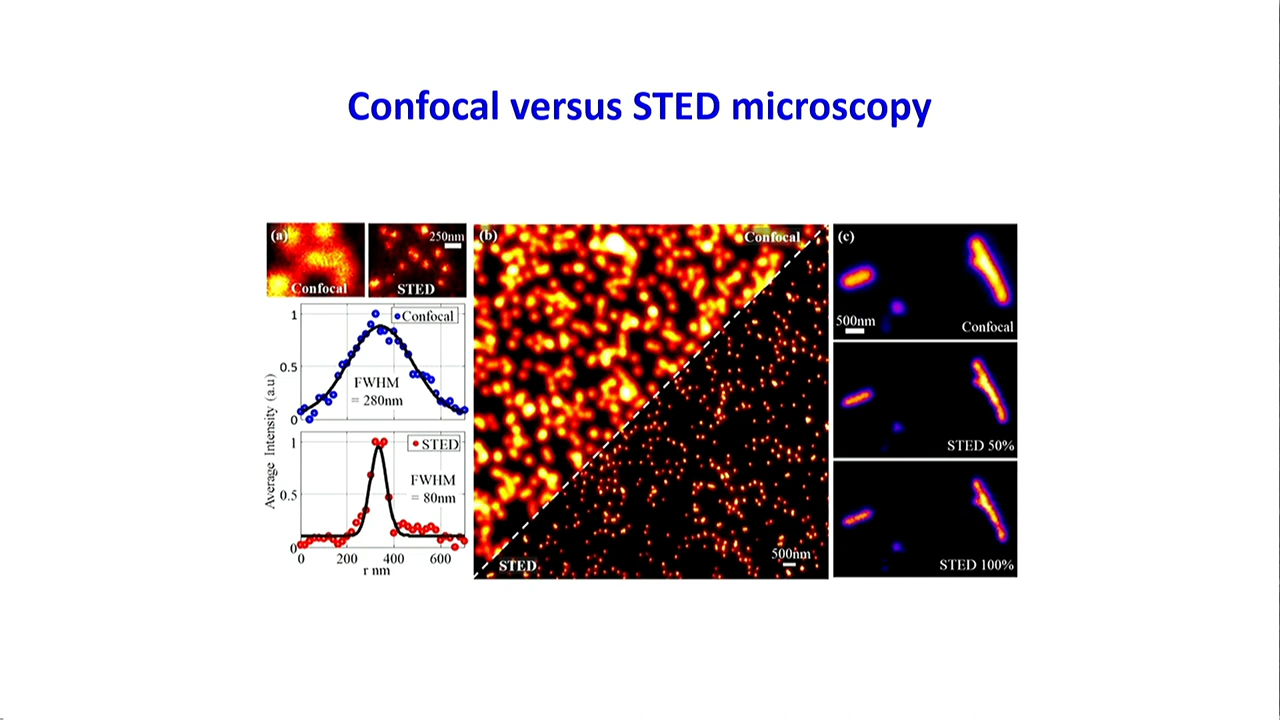 Confocal versus STED microscopy
(a)
Confocal
250nm
STED
1
0.5
0
Confocal
FWHM
= 280nm
1
0.5
0
STED
FWHM
= 80nm
Average Intensity (a.u)
0 200 400 600
r nm
(b)
Confocal
STED
500nm
(c)
500nm
Confocal
STED 50%
STED 100%